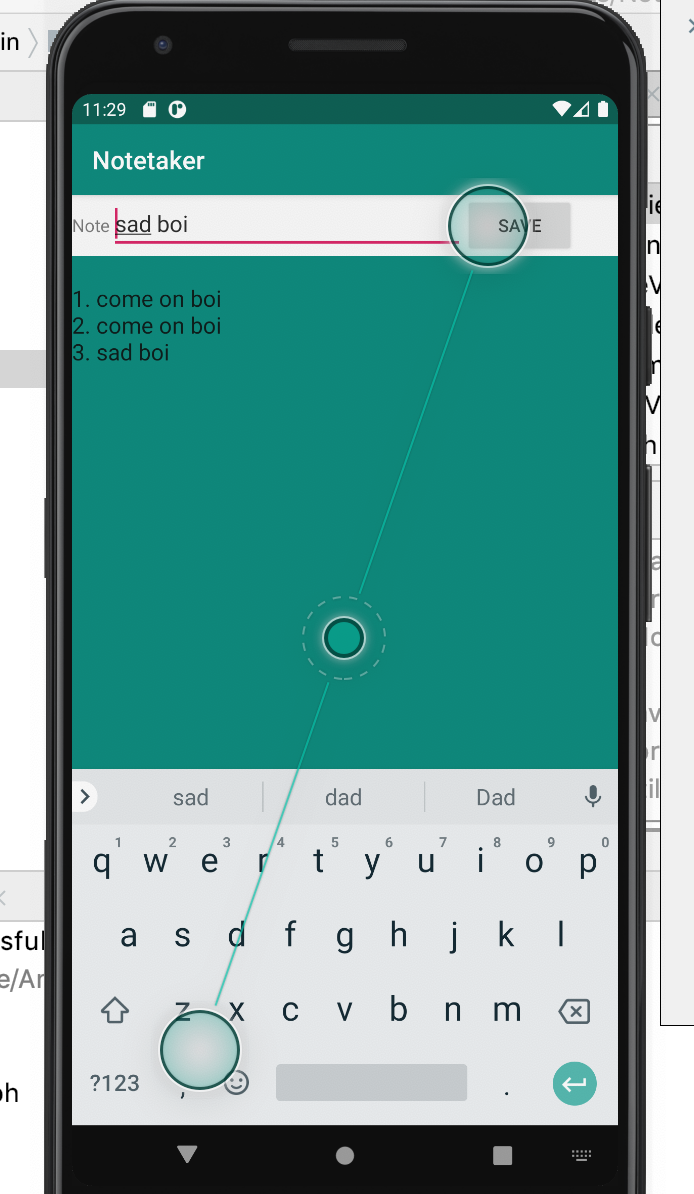 in
11:29
Notetaker
Note sad boi SAVE
1. come on boi
2. come on boi
3. sad boi
sad dad Dad
1 2 3 4 5 6 7 8 9 0
q w e r t y u i o p
a s d f g h j k l
z x c v b n m
?123 , .